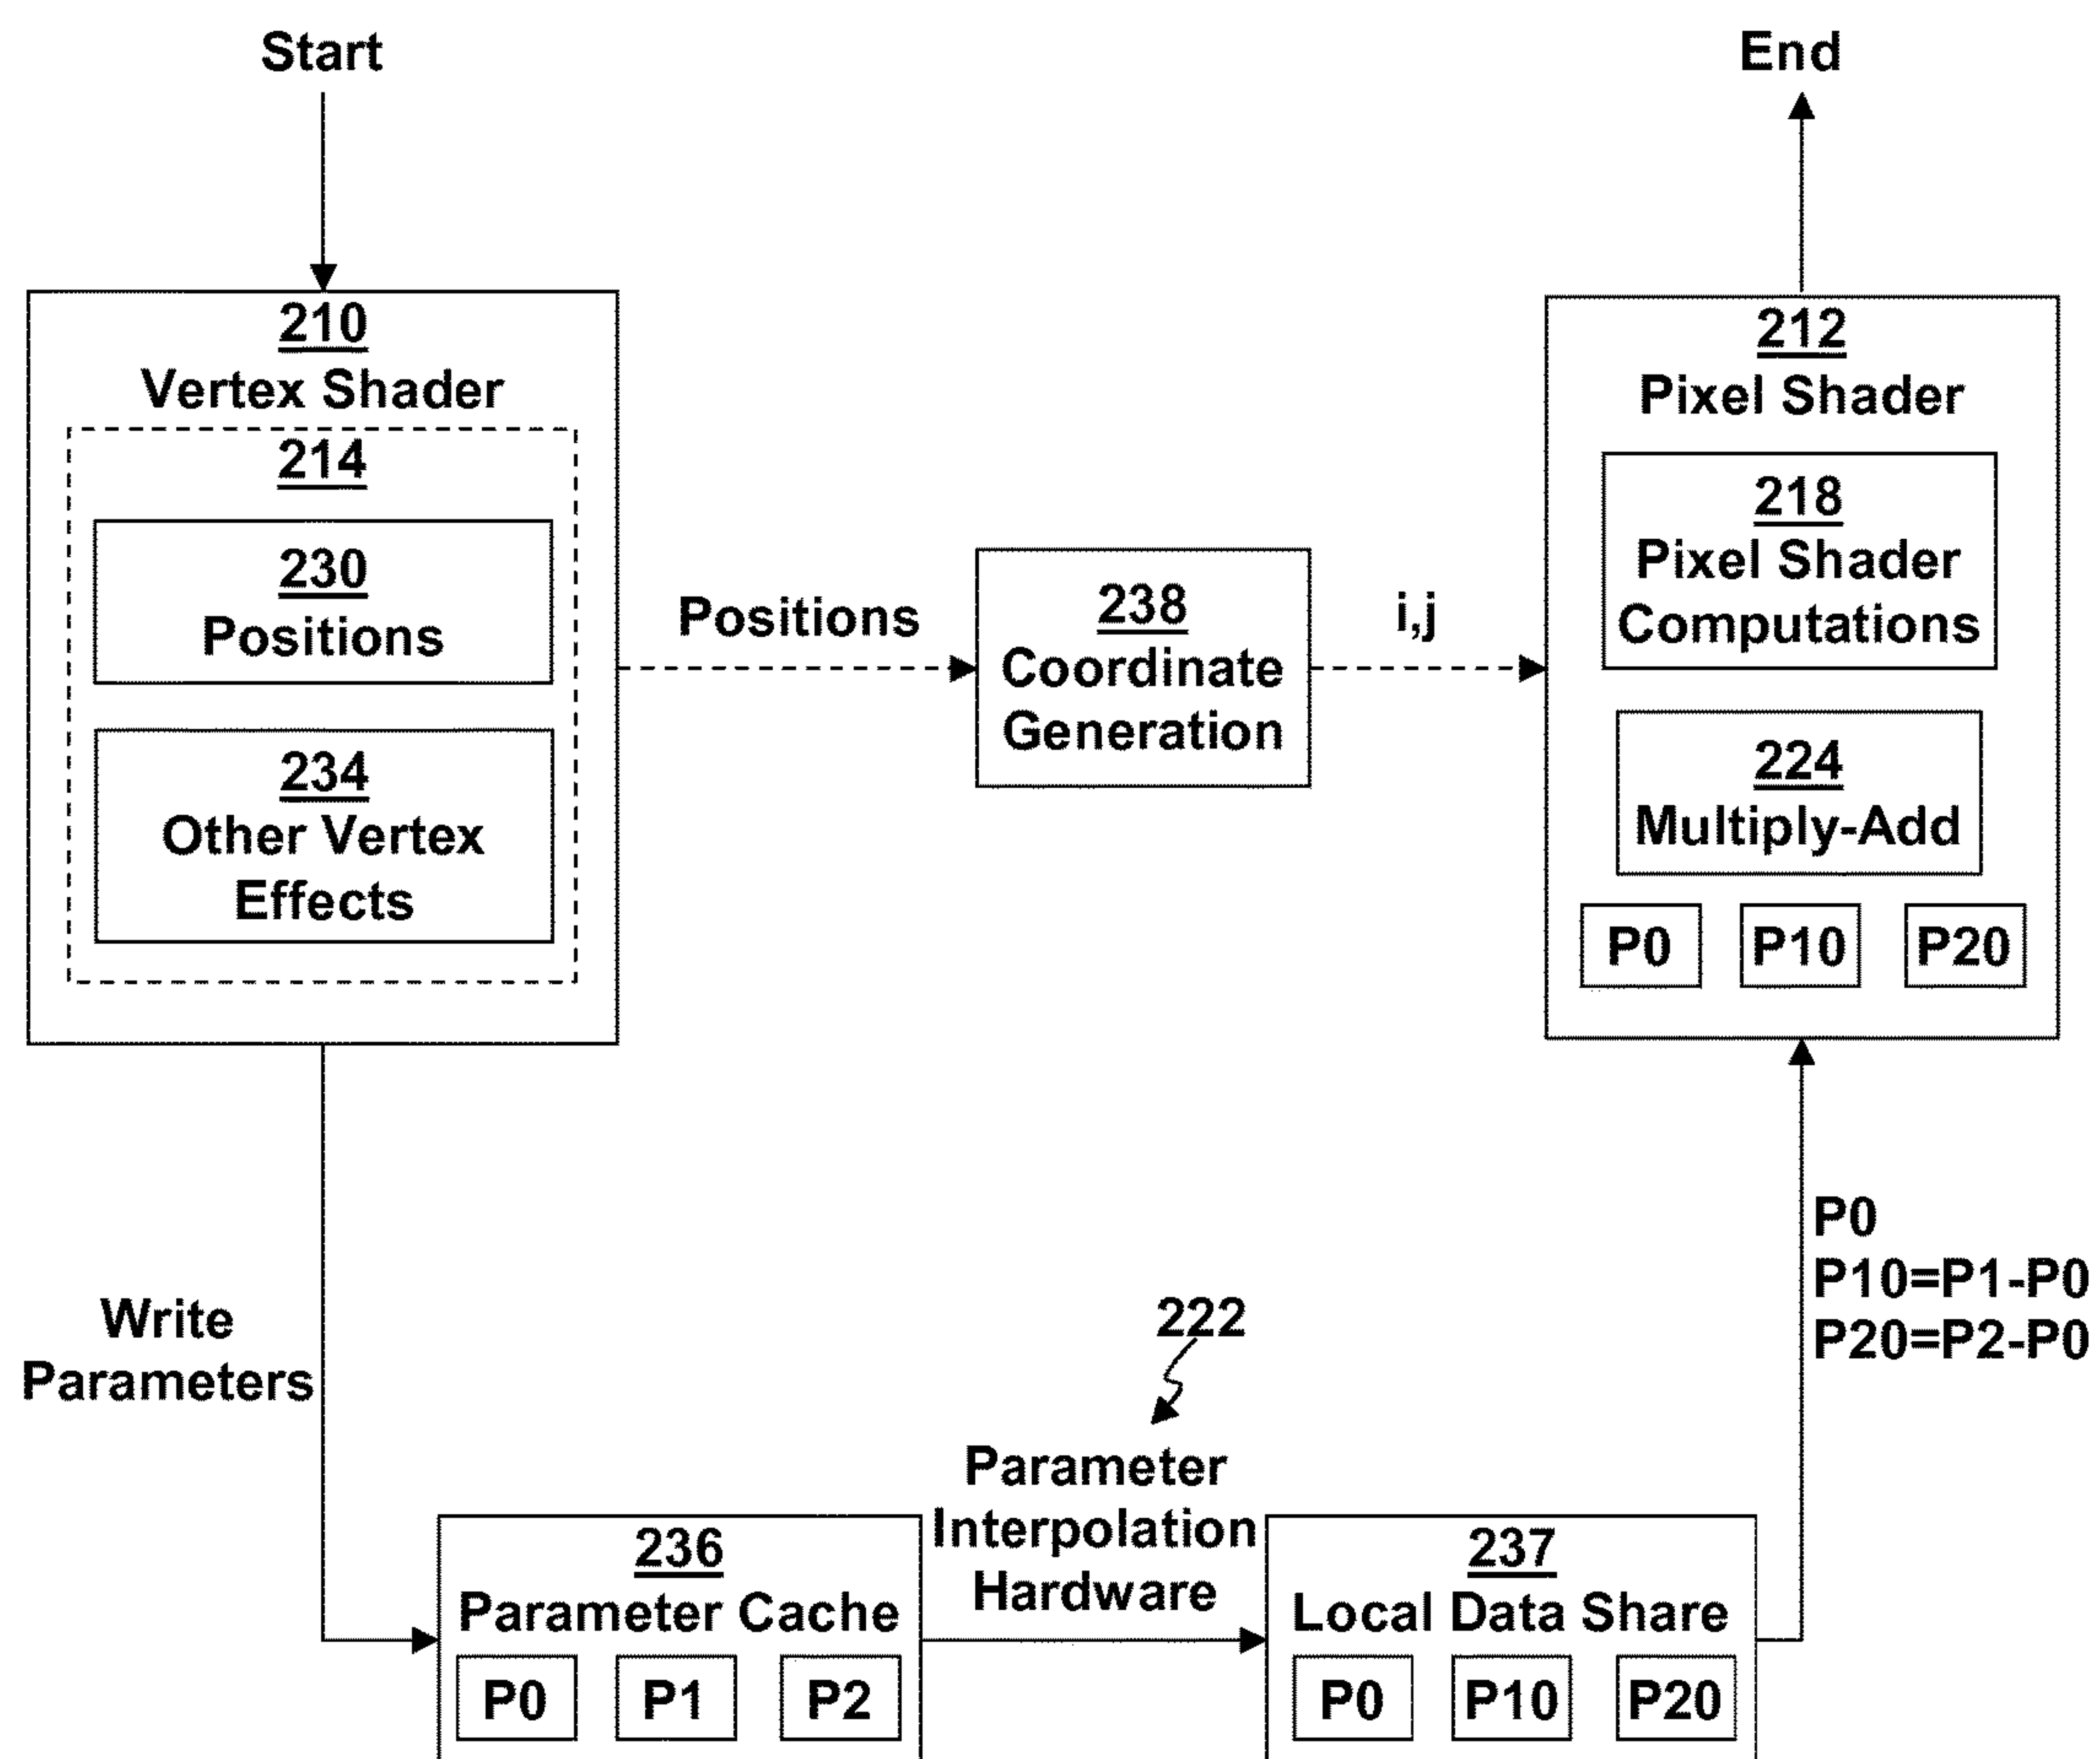 Start
End
210
Vertex Shader
214
230
Positions
234
Other Vertex
Effects
Positions
238
Coordinate
Generation
i,j
212
Pixel Shader
218
Pixel Shader
Computations
224
Multiply-Add
P0
P10
P20
Write
Parameters
236
Parameter Cache
P0
P1
P2
222
Parameter
Interpolation
Hardware
237
Local Data Share
P0
P10
P20
P0
P10=P1-P0
P20=P2-P0